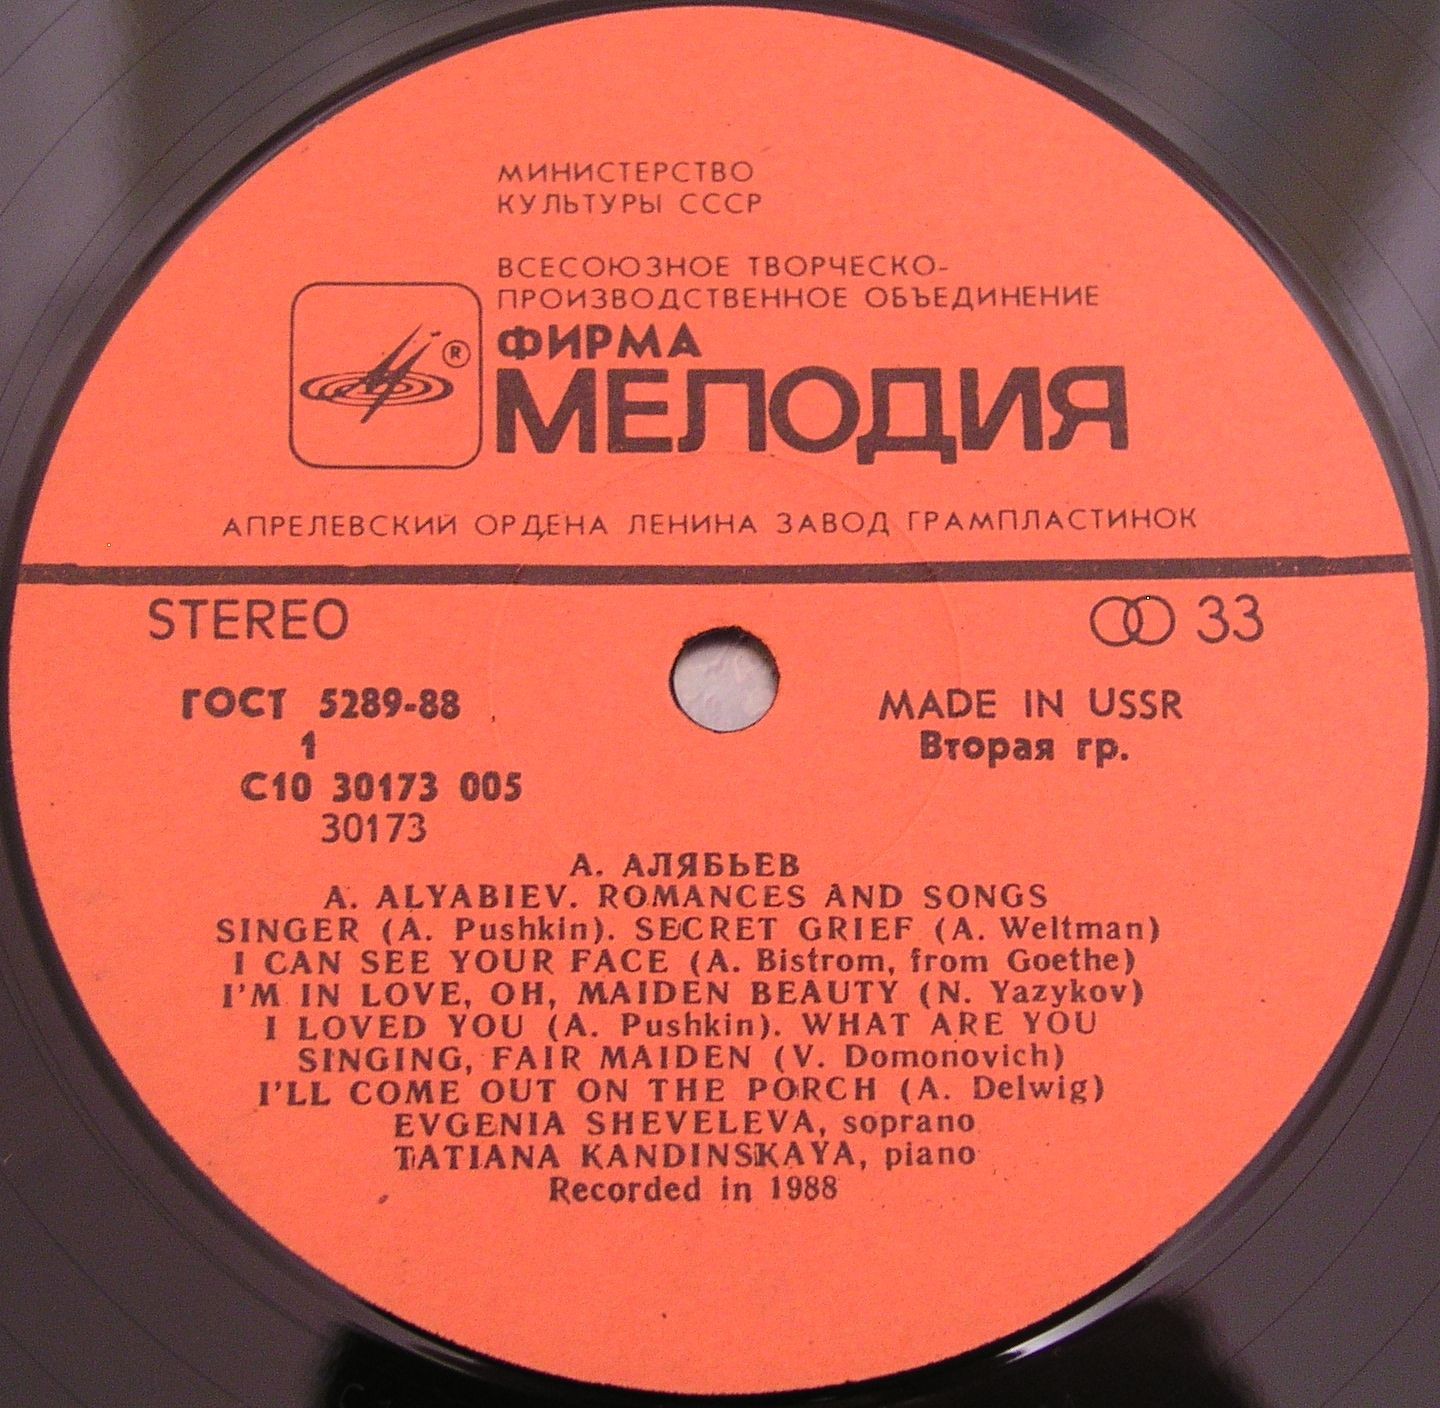 МИНИСТЕРСТВО
КУЛЬТУРЫ СССР
ВСЕСОЮЗНОЕ ТВОРЧЕСКО-
ПРОИЗВОДСТВЕННОЕ ОБЪЕДИНЕНИЕ
ФИРМА
®
МЕЛОДИЯ
АПРЕЛЕВСКИЙ ОРДЕНА ЛЕНИНА ЗАВОД ГРАМПЛАСТИНОК
STEREO
33
ГОСТ 5289-88
MADE IN USSR
1
Вторая гр.
С10 30173 005
30173
А. АЛЯБЬЕВ
A. ALYABIEV. ROMANCES AND SONGS
SINGER (A. Pushkin). SECRET GRIEF (A. Weltman)
I CAN SEE YOUR FACE (A. Bistrom, from Goethe)
I'M IN LOVE, OH, MAIDEN BEAUTY (N. Yazykov)
I LOVED YOU (A. Pushkin). WHAT ARE YOU
SINGING, FAIR MAIDEN (V. Domonovich)
I'LL COME OUT ON THE PORCH (A. Delwig)
EVGENIA SHEVELEVA, soprano
TATIANA KANDINSKAYA, piano
Recorded in 1988